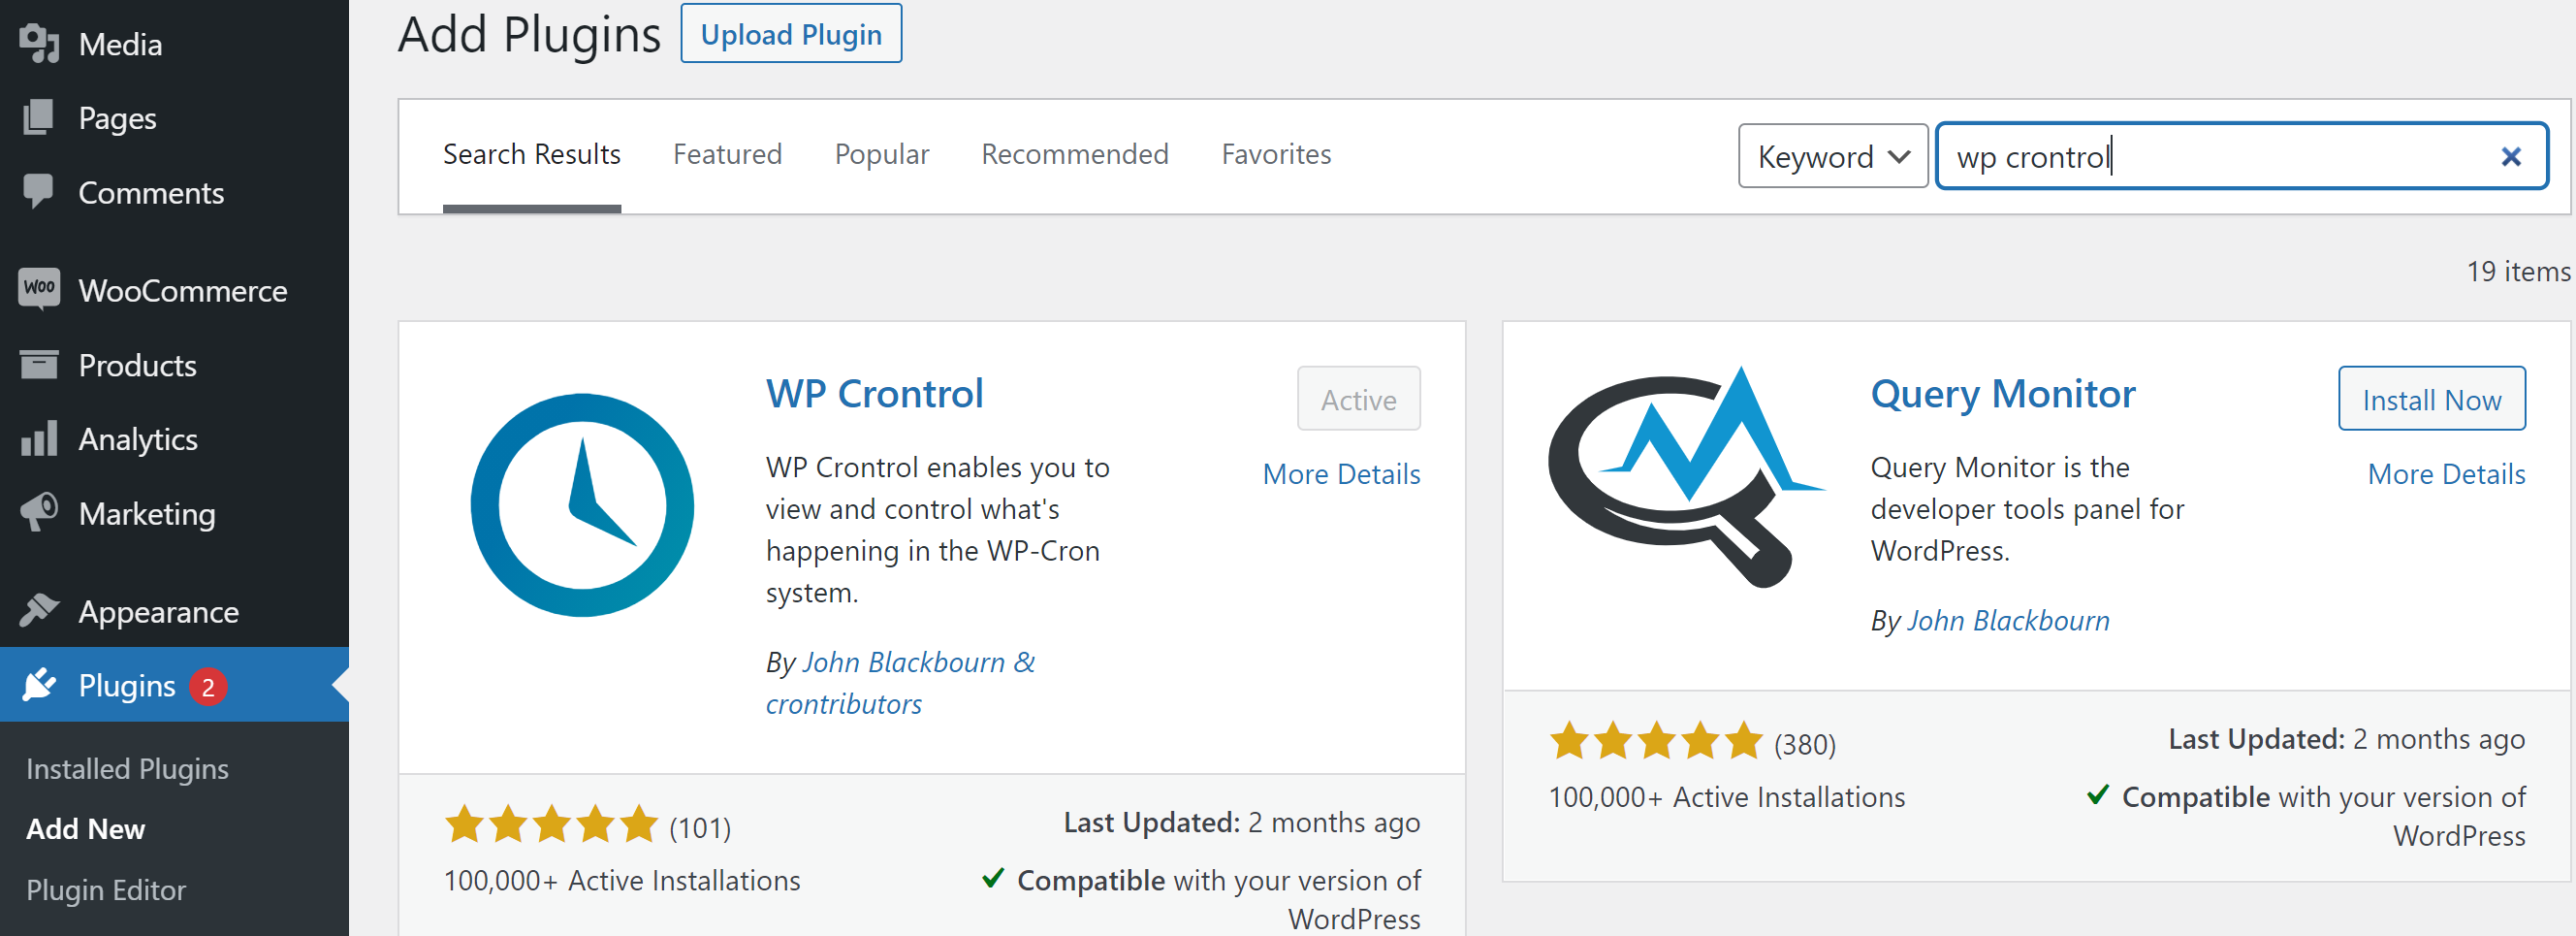 Media
Pages
Comments
Woo WooCommerce
Products
Analytics
Marketing
Appearance
Plugins 2
Installed Plugins
Add New
Plugin Editor
Add Plugins Upload Plugin
Search Results Featured Popular Recommended Favorites Keyword wp crontrol
19 items
WP Crontrol
Active
More Details
WP Crontrol enables you to
view and control what's
happening in the WP-Cron
system.
By John Blackbourn &
crontributors
(101)
100,000+ Active Installations
Last Updated: 2 months ago
Compatible with your version of
WordPress
Query Monitor
Install Now
More Details
Query Monitor is the
developer tools panel for
WordPress.
By John Blackbourn
(380)
100,000+ Active Installations
Last Updated: 2 months ago
Compatible with your version of
WordPress